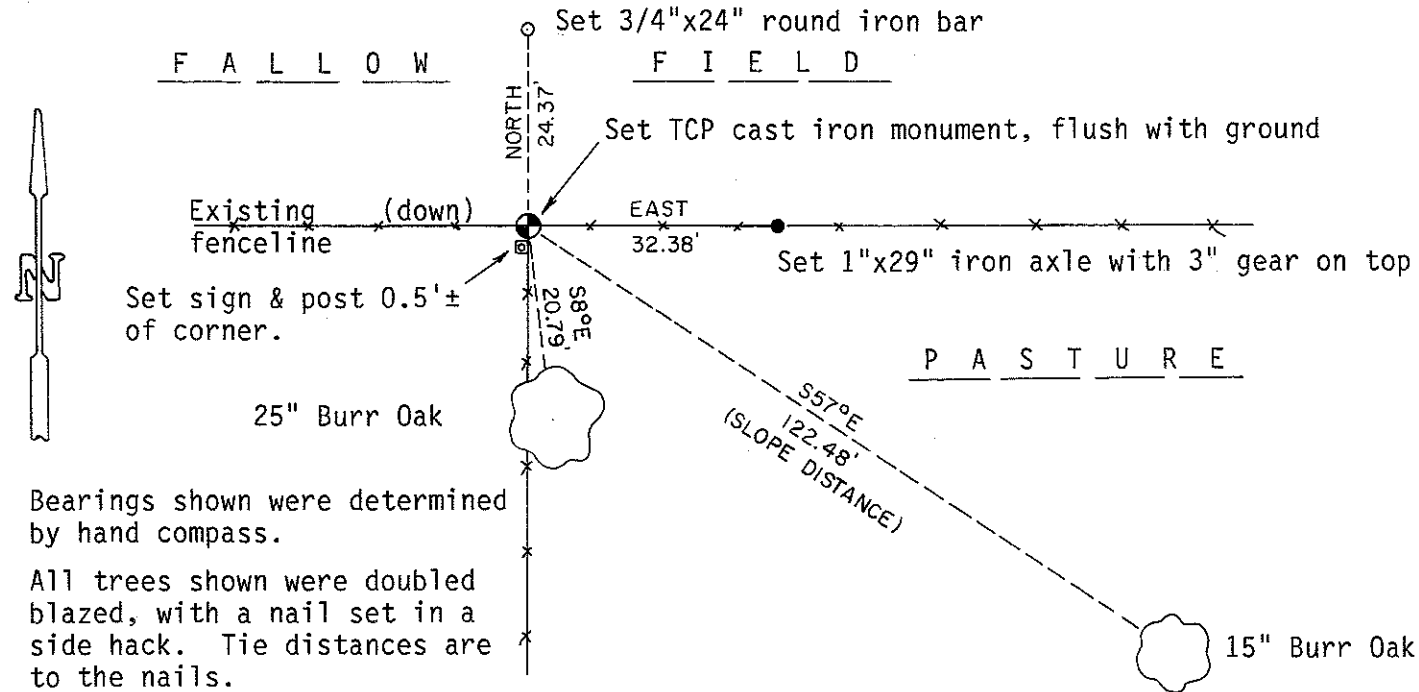 Set 3/4"x24" round iron bar
F A L L O W
F I E L D
NORTH
24.37'
Set TCP cast iron monument, flush with ground
Existing (down)
fenceline
EAST
32.38'
Set 1"x29" iron axle with 3" gear on top
N
Set sign & post 0.5'±
of corner.
S8°E
20.79'
P A S T U R E
25" Burr Oak
S57°E
122.48'
(SLOPE DISTANCE)
Bearings shown were determined
by hand compass.
All trees shown were doubled
blazed, with a nail set in a
side hack. Tie distances are
to the nails.
15" Burr Oak